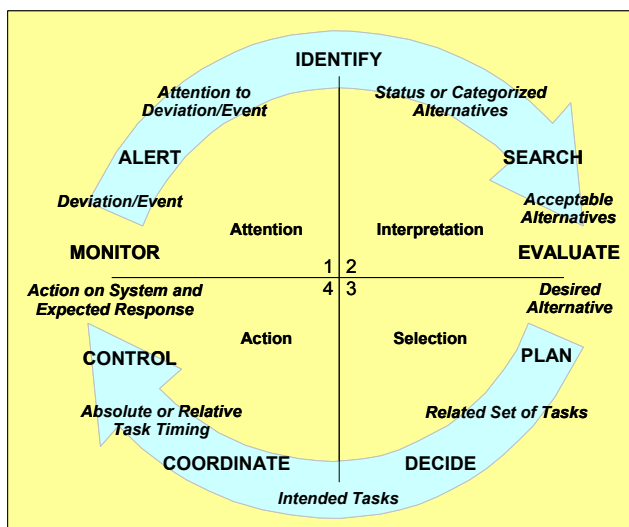 IDENTIFY
Attention to
Deviation/Event
Status or Categorized
Alternatives
ALERT
SEARCH
Deviation/Event
Acceptable
Alternatives
Attention
Interpretation
MONITOR
EVALUATE
1 2
4 3
Action on System and
Expected Response
Desired
Alternative
Action
Selection
CONTROL
PLAN
Absolute or Relative
Task Timing
Related Set of Tasks
COORDINATE
DECIDE
Intended Tasks